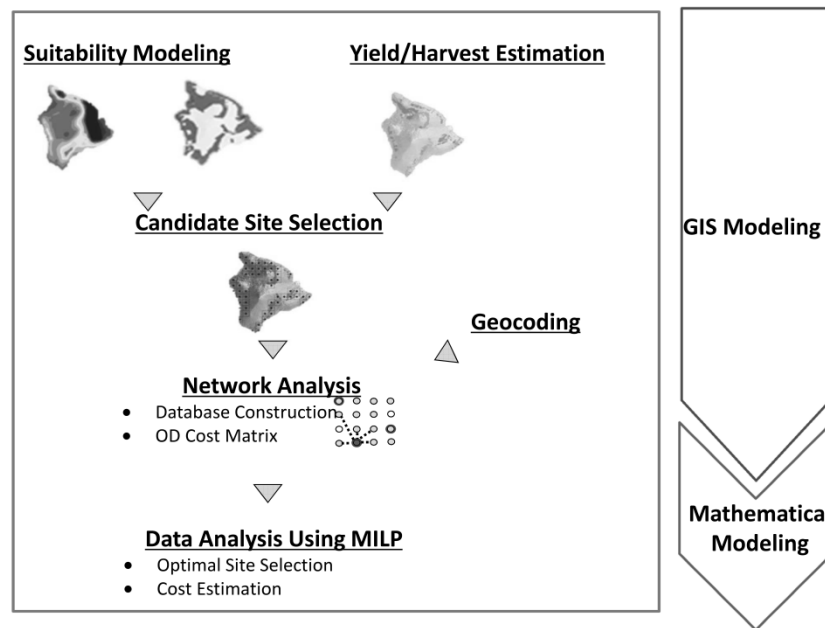 Suitability Modeling
Yield/Harvest Estimation
Candidate Site Selection
Geocoding
Network Analysis
• Database Construction
• OD Cost Matrix
Data Analysis Using MILP
• Optimal Site Selection
• Cost Estimation
GIS Modeling
Mathematica
Modeling